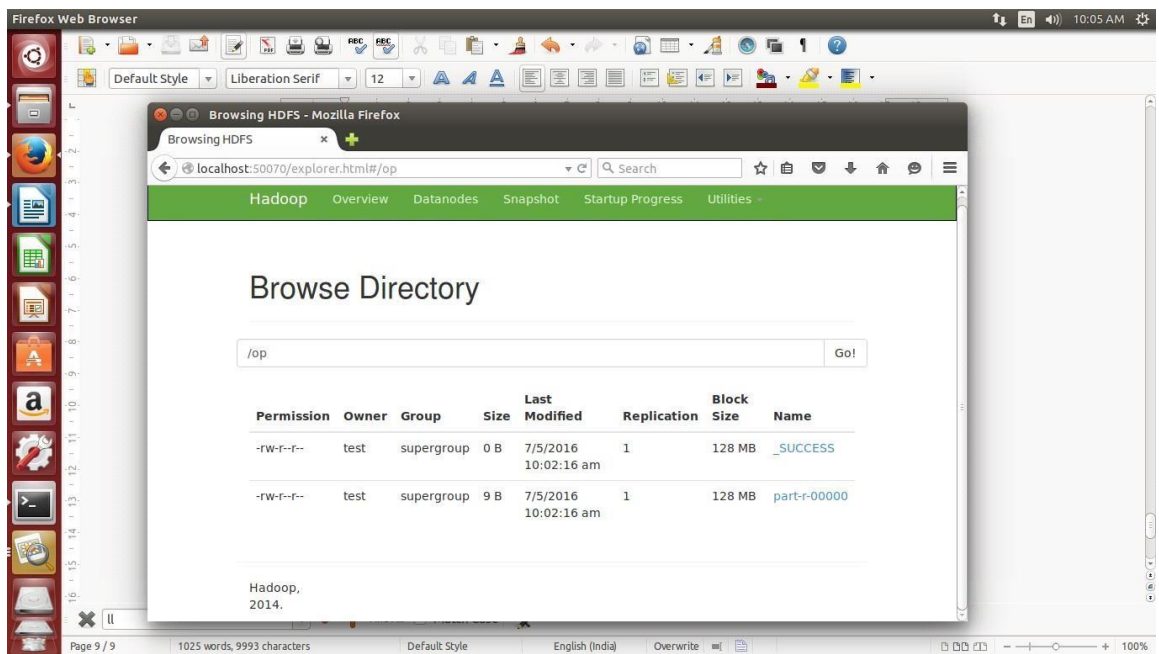 Firefox Web Browser En 10:05 AM
ABC ABC
Default Style Liberation Serif 12
Browsing HDFS - Mozilla Firefox
Browsing HDFS
localhost:50070/explorer.html#/op Search
Hadoop Overview Datanodes Snapshot Startup Progress Utilities
Browse Directory
/op Go!
Last Block
Permission Owner Group Size Modified Replication Size Name
-rw-r--r-- test supergroup 0 B 7/5/2016 1 128 MB _SUCCESS
10:02:16 am
-rw-r--r-- test supergroup 9 B 7/5/2016 1 128 MB part-r-00000
10:02:16 am
Hadoop,
2014.
ll
Page 9 / 9 1025 words, 9993 characters Default Style English (India) Overwrite 100%